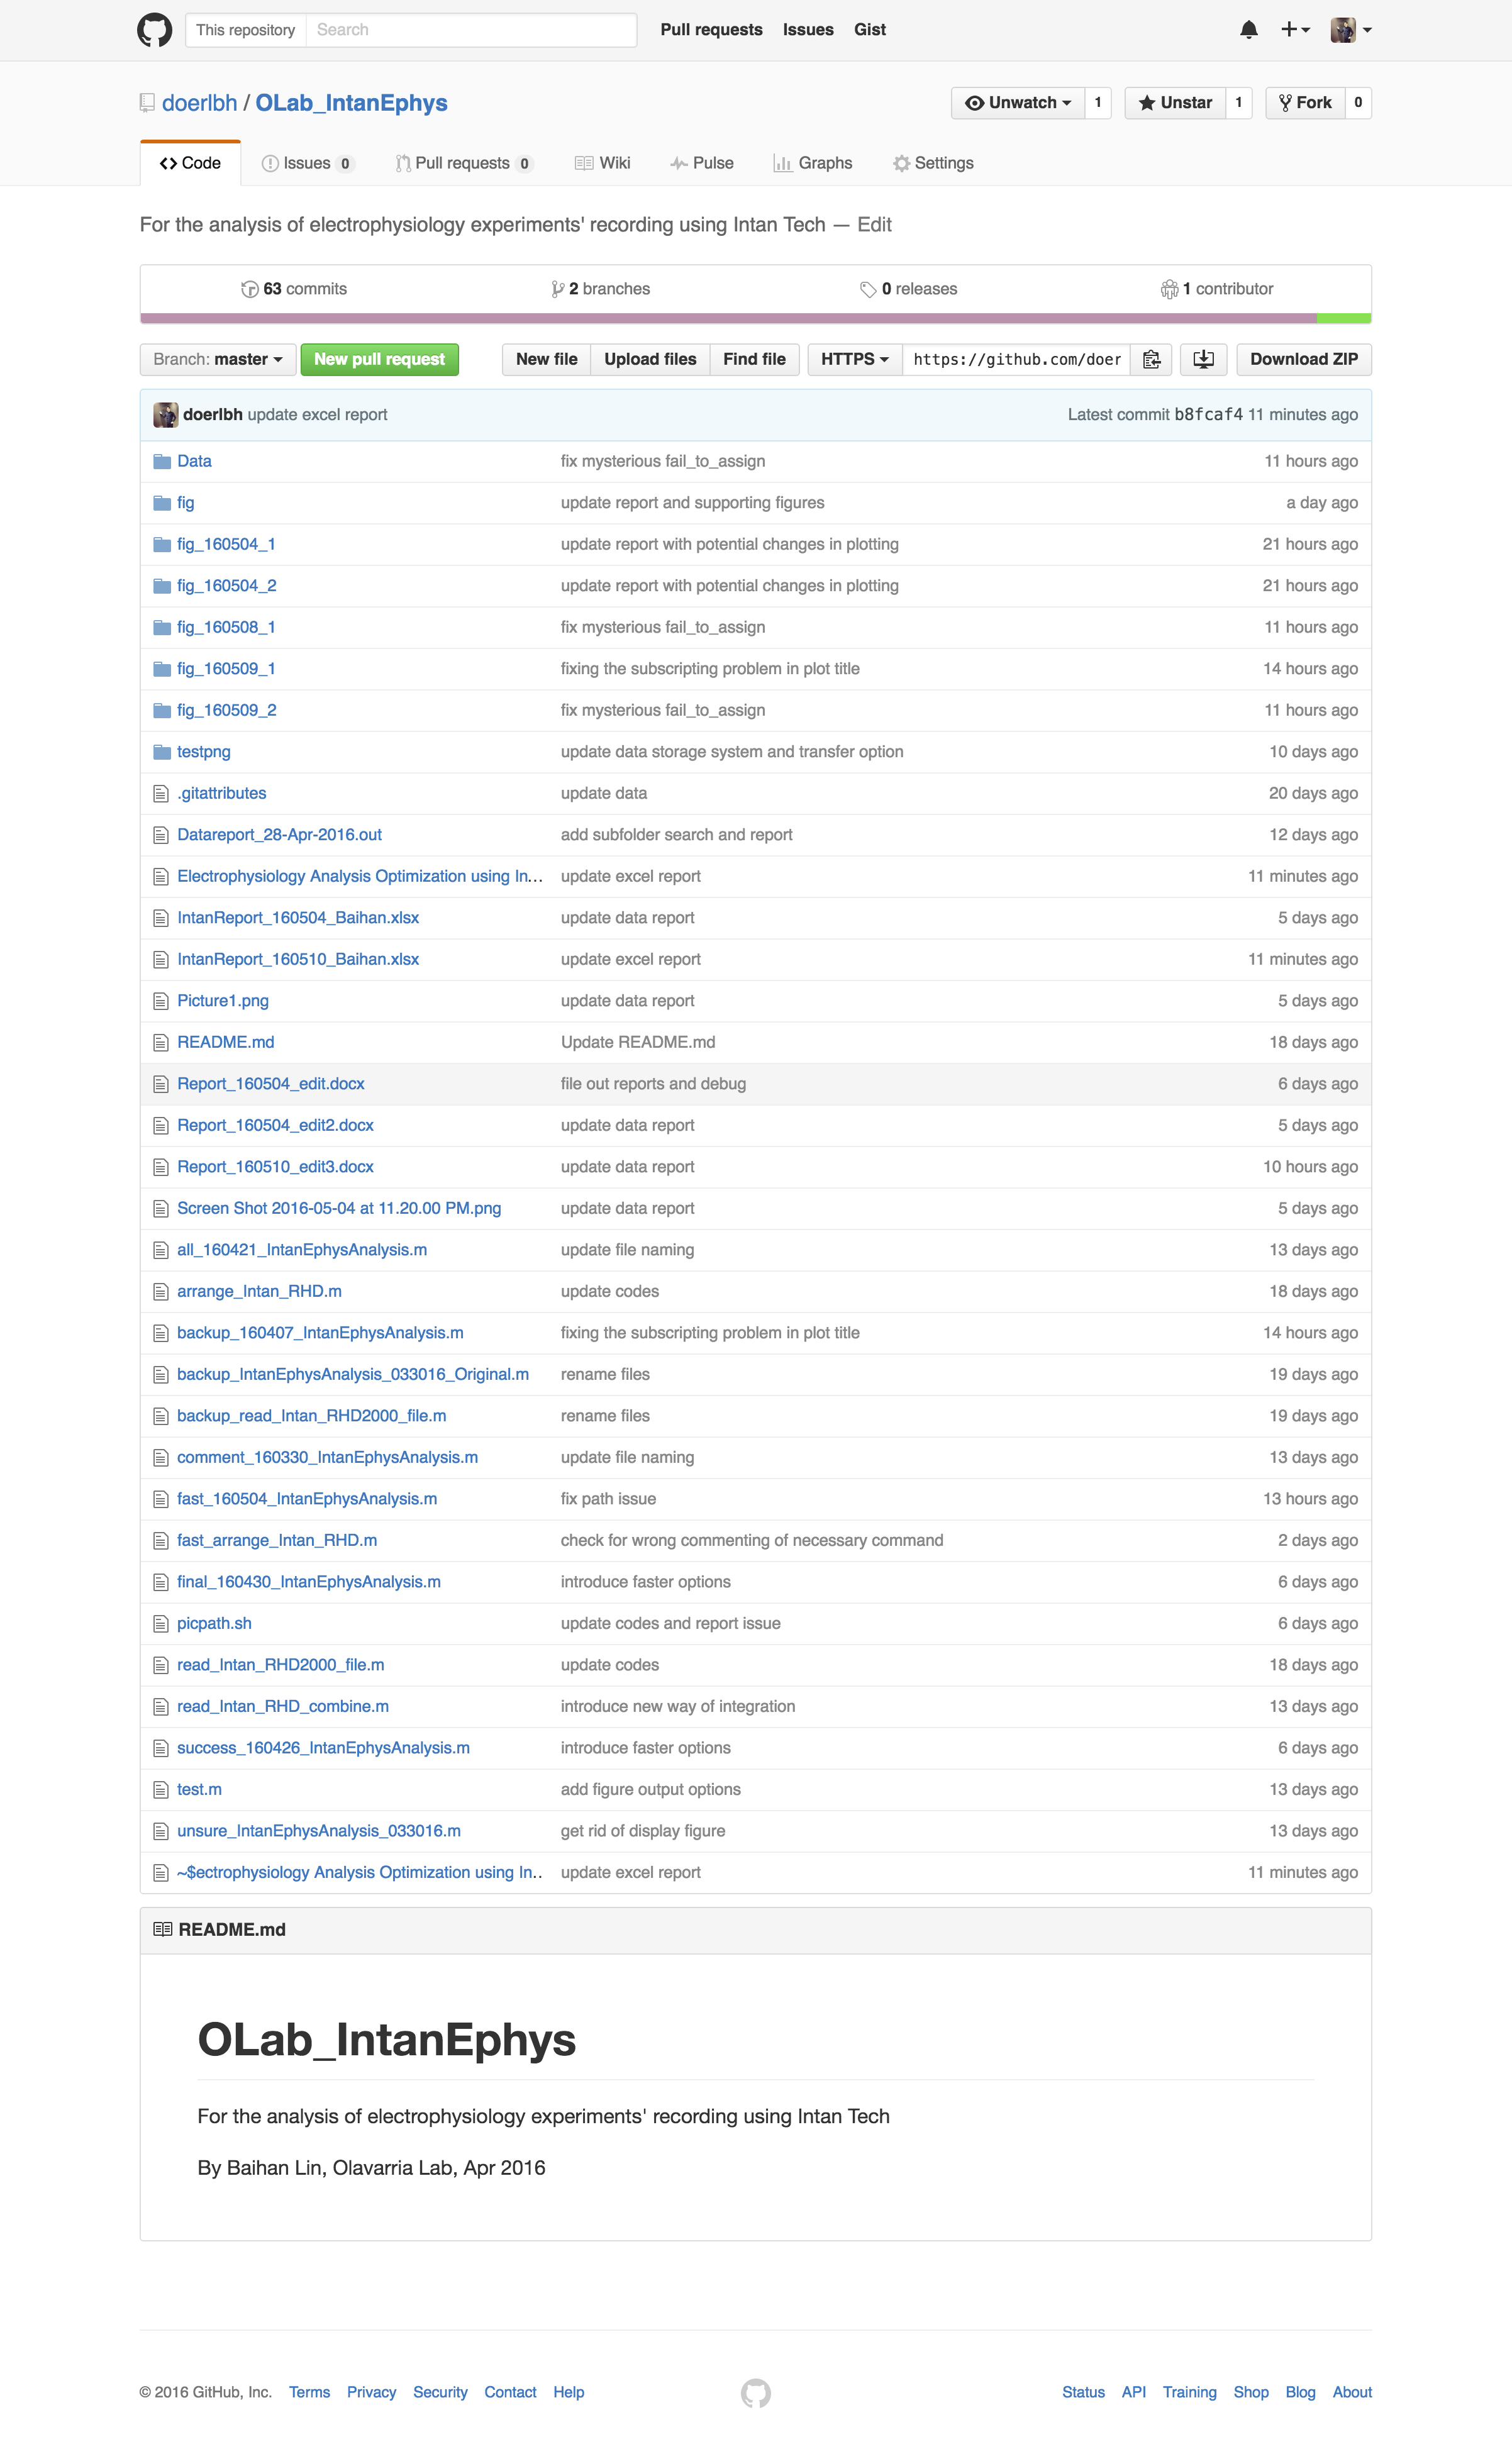 This repository Search Pull requests Issues Gist
doerlbh / OLab_IntanEphys Unwatch 1 Unstar 1 Fork 0
Code Issues 0 Pull requests 0 Wiki Pulse Graphs Settings
For the analysis of electrophysiology experiments' recording using Intan Tech — Edit
63 commits 2 branches 0 releases 1 contributor
Branch: master New pull request New file Upload files Find file HTTPS https://github.com/doer Download ZIP
doerlbh update excel report Latest commit b8fcaf4 11 minutes ago
Data fix mysterious fail_to_assign 11 hours ago
fig update report and supporting figures a day ago
fig_160504_1 update report with potential changes in plotting 21 hours ago
fig_160504_2 update report with potential changes in plotting 21 hours ago
fig_160508_1 fix mysterious fail_to_assign 11 hours ago
fig_160509_1 fixing the subscripting problem in plot title 14 hours ago
fig_160509_2 fix mysterious fail_to_assign 11 hours ago
testpng update data storage system and transfer option 10 days ago
.gitattributes update data 20 days ago
Datareport_28-Apr-2016.out add subfolder search and report 12 days ago
Electrophysiology Analysis Optimization using In... update excel report 11 minutes ago
IntanReport_160504_Baihan.xlsx update data report 5 days ago
IntanReport_160510_Baihan.xlsx update excel report 11 minutes ago
Picture1.png update data report 5 days ago
README.md Update README.md 18 days ago
Report_160504_edit.docx file out reports and debug 6 days ago
Report_160504_edit2.docx update data report 5 days ago
Report_160510_edit3.docx update data report 10 hours ago
Screen Shot 2016-05-04 at 11.20.00 PM.png update data report 5 days ago
all_160421_IntanEphysAnalysis.m update file naming 13 days ago
arrange_Intan_RHD.m update codes 18 days ago
backup_160407_IntanEphysAnalysis.m fixing the subscripting problem in plot title 14 hours ago
backup_IntanEphysAnalysis_033016_Original.m rename files 19 days ago
backup_read_Intan_RHD2000_file.m rename files 19 days ago
comment_160330_IntanEphysAnalysis.m update file naming 13 days ago
fast_160504_IntanEphysAnalysis.m fix path issue 13 hours ago
fast_arrange_Intan_RHD.m check for wrong commenting of necessary command 2 days ago
final_160430_IntanEphysAnalysis.m introduce faster options 6 days ago
picpath.sh update codes and report issue 6 days ago
read_Intan_RHD2000_file.m update codes 18 days ago
read_Intan_RHD_combine.m introduce new way of integration 13 days ago
success_160426_IntanEphysAnalysis.m introduce faster options 6 days ago
test.m add figure output options 13 days ago
unsure_IntanEphysAnalysis_033016.m get rid of display figure 13 days ago
~$ectrophysiology Analysis Optimization using In.. update excel report 11 minutes ago
README.md
OLab_IntanEphys
For the analysis of electrophysiology experiments' recording using Intan Tech
By Baihan Lin, Olavarria Lab, Apr 2016
© 2016 GitHub, Inc. Terms Privacy Security Contact Help Status API Training Shop Blog About